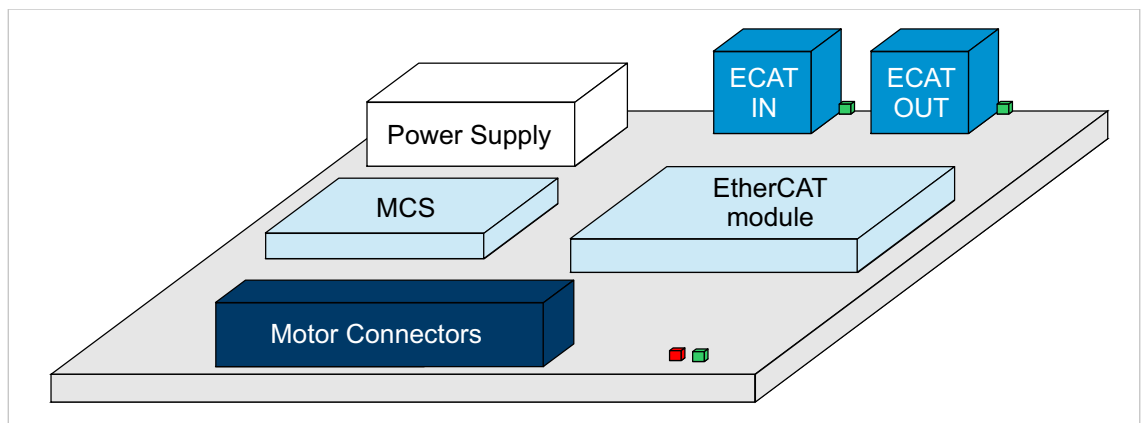 ECAT
IN
ECAT
OUT
Power Supply
MCS
EtherCAT
module
Motor Connectors